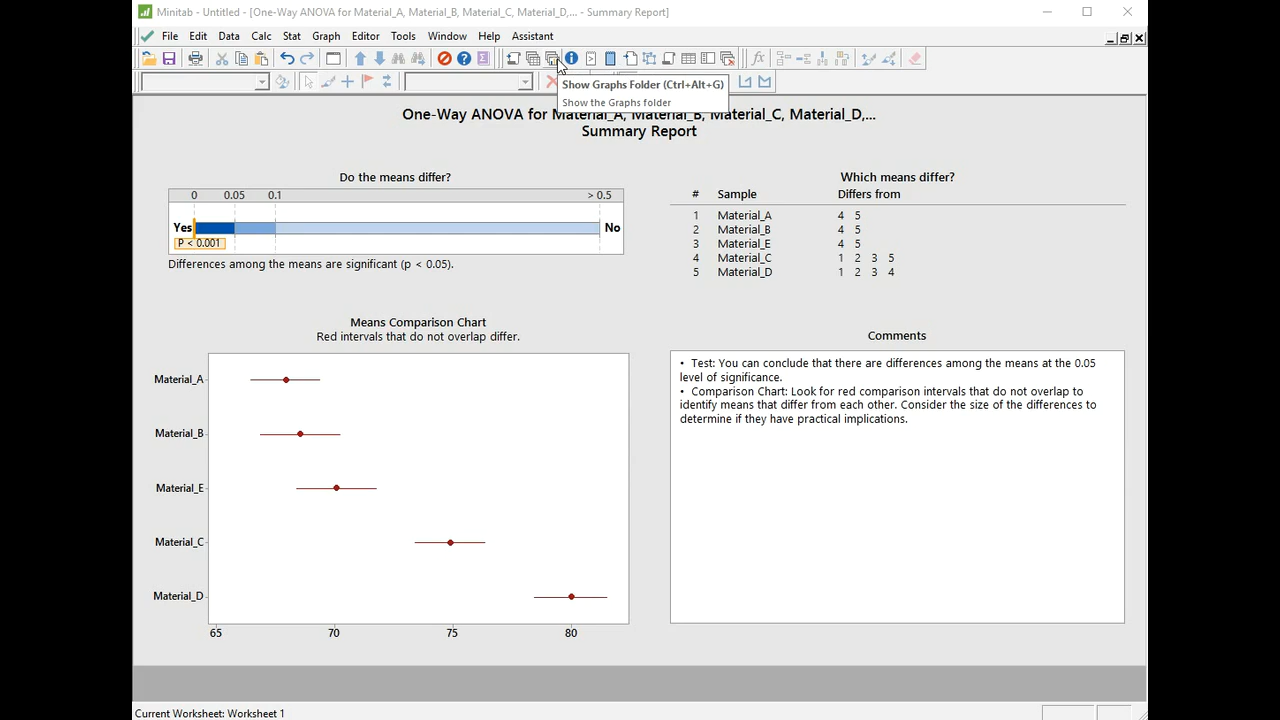 Minitab - Untitled - [One-Way ANOVA for Material_A, Material_B, Material_C, Material_D,... - Summary Report]
File Edit Data Calc Stat Graph Editor Tools Window Help Assistant
Show Graphs Folder (Ctrl+Alt+G)
Show the Graphs folder
One-Way ANOVA for Material_A, Material_B, Material_C, Material_D,...
Summary Report
Do the means differ?
0 0.05 0.1 > 0.5
Yes No
P < 0.001
Differences among the means are significant (p < 0.05).
Which means differ?
# Sample Differs from
1 Material_A 4 5
2 Material_B 4 5
3 Material_E 4 5
4 Material_C 1 2 3 5
5 Material_D 1 2 3 4
Means Comparison Chart
Red intervals that do not overlap differ.
Material_A
Material_B
Material_E
Material_C
Material_D
65 70 75 80
Comments
• Test: You can conclude that there are differences among the means at the 0.05
level of significance.
• Comparison Chart: Look for red comparison intervals that do not overlap to
identify means that differ from each other. Consider the size of the differences to
determine if they have practical implications.
Current Worksheet: Worksheet 1